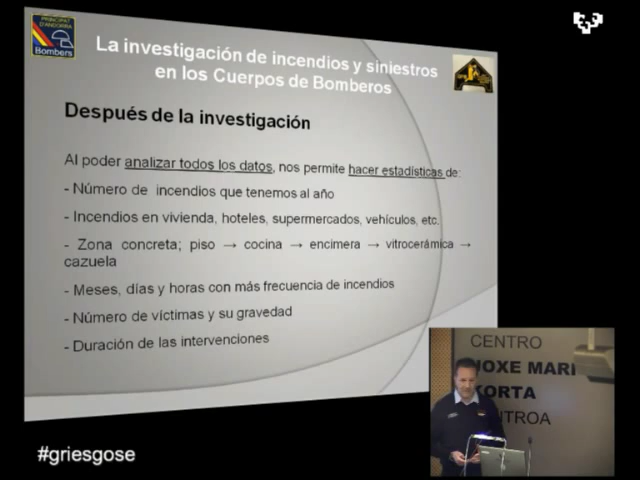 PRINCIPAT
D'ANDORRA
Bombers
La investigación de incendios y siniestros
en los Cuerpos de Bomberos
Después de la investigación
Al poder analizar todos los datos, nos permite hacer estadísticas de:
- Número de incendios que tenemos al año
- Incendios en vivienda, hoteles, supermercados, vehículos, etc.
- Zona concreta; piso → cocina → encimera → vitrocerámica →
cazuela
- Meses, días y horas con más frecuencia de incendios
- Número de víctimas y su gravedad
- Duración de las intervenciones
CENTRO
JOXE MARI
KORTA
ENTROA
#griesgose